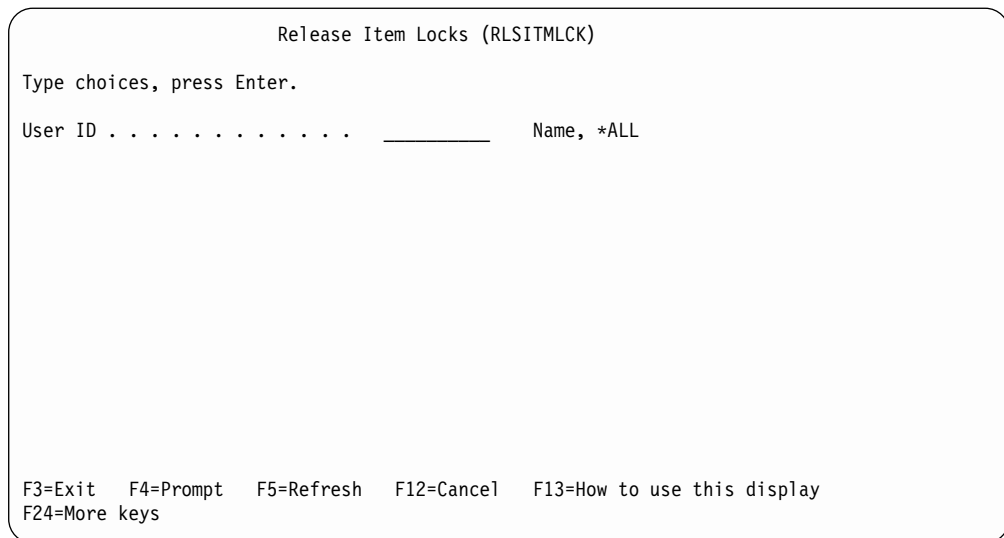 Release Item Locks (RLSITMLCK)
Type choices, press Enter.
User ID . . . . . . . . . . . . __________ Name, *ALL
F3=Exit F4=Prompt F5=Refresh F12=Cancel F13=How to use this display
F24=More keys